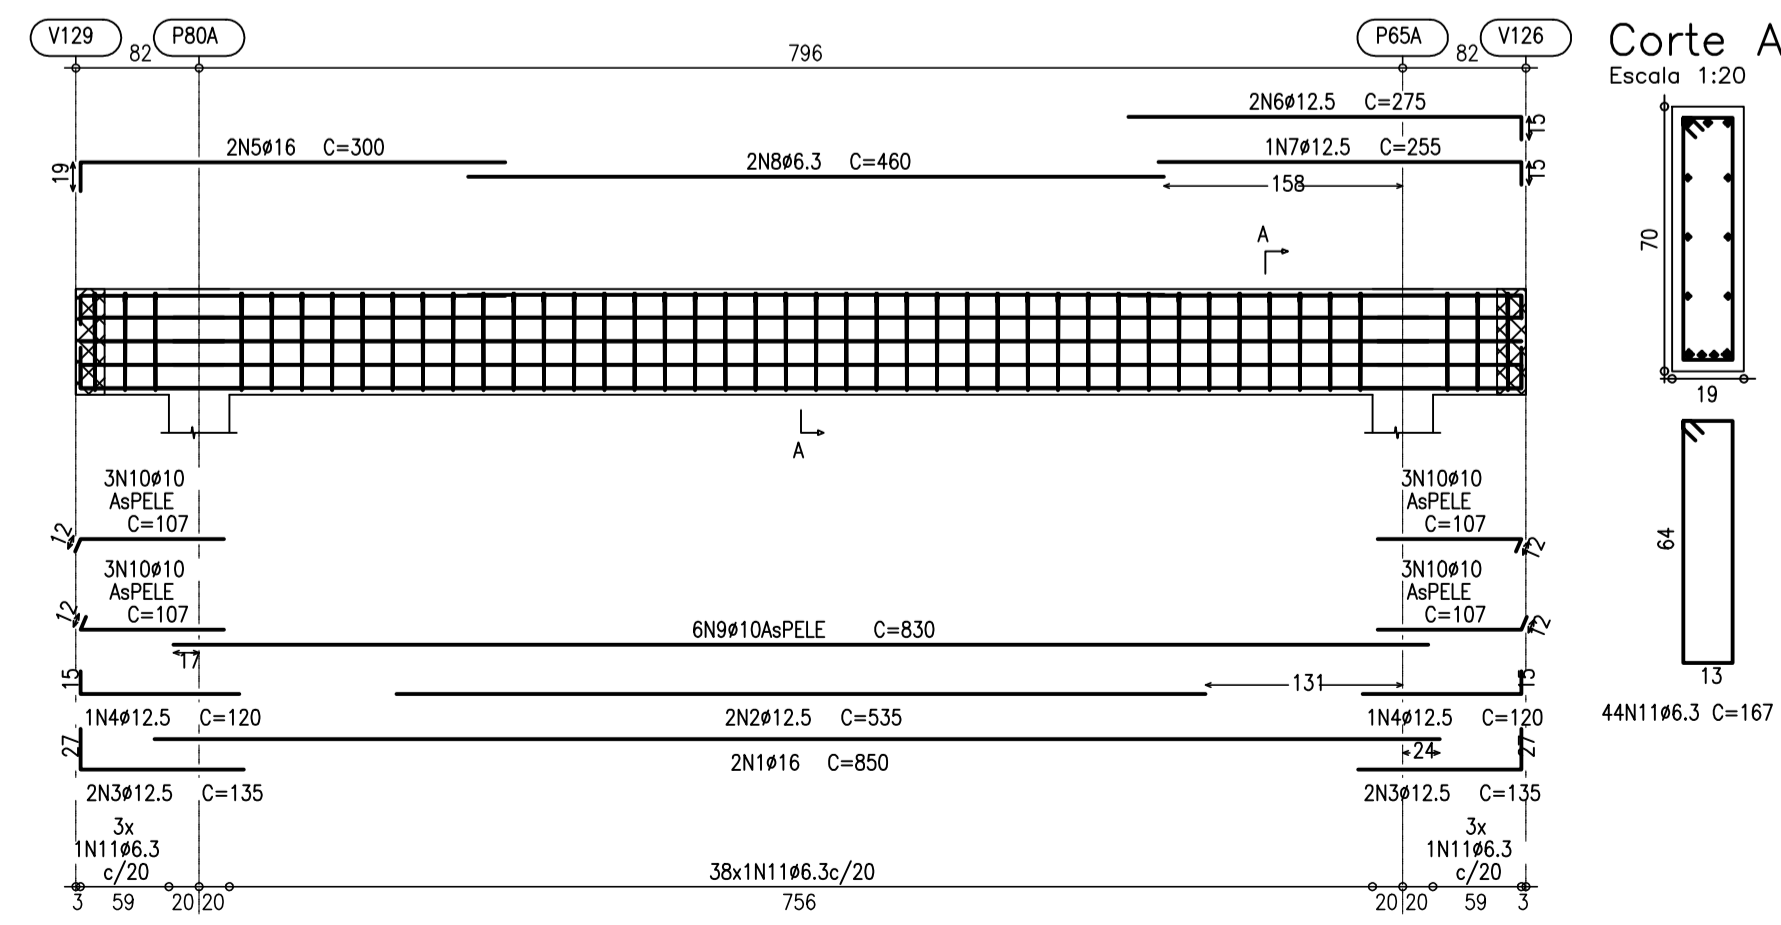 V129 P80A P65A V126
82 796 82
Corte A
Escala 1:20
2N6ø12.5 C=275
15
2N5ø16 C=300
19
2N8ø6.3 C=460
1N7ø12.5 C=255
15
158
A
A
70
19
3N10ø10
AsPELE
C=107
12
3N10ø10
AsPELE
C=107
12
3N10ø10
AsPELE
C=107
12
3N10ø10
AsPELE
C=107
12
6N9ø10AsPELE C=830
17
15
131
15
1N4ø12.5 C=120
2N2ø12.5 C=535
1N4ø12.5 C=120
27
24
27
2N1ø16 C=850
2N3ø12.5 C=135
2N3ø12.5 C=135
64
13
44N11ø6.3 C=167
3x
1N11ø6.3
c/20
38x1N11ø6.3c/20
3x
1N11ø6.3
c/20
3 59 20 20 756 20 20 59 3